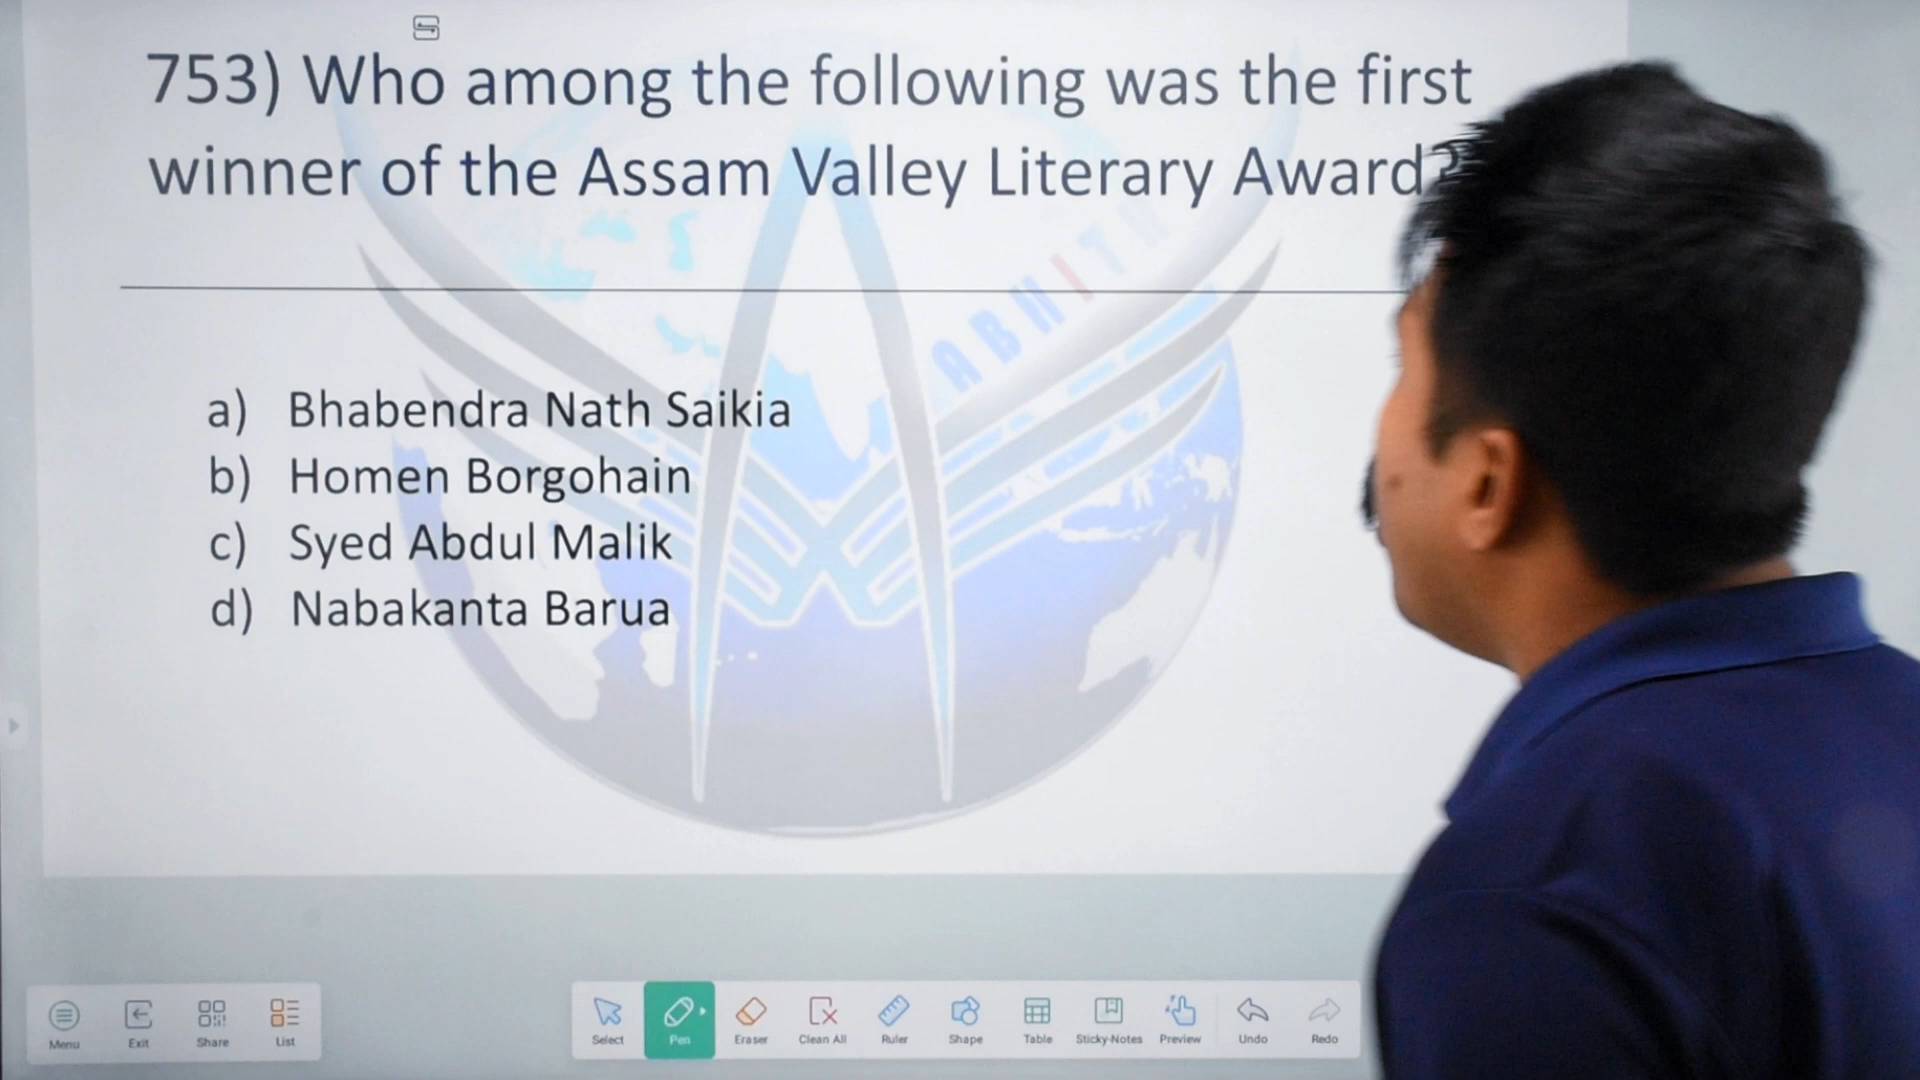 753) Who among the following was the first
winner of the Assam Valley Literary Award?
ABHI
a) Bhabendra Nath Saikia
b) Homen Borgohain
c) Syed Abdul Malik
d) Nabakanta Barua
Menu Exit Share List
Select Pen Eraser Clean All Ruler Shape Table Sticky-Notes Preview Undo Redo